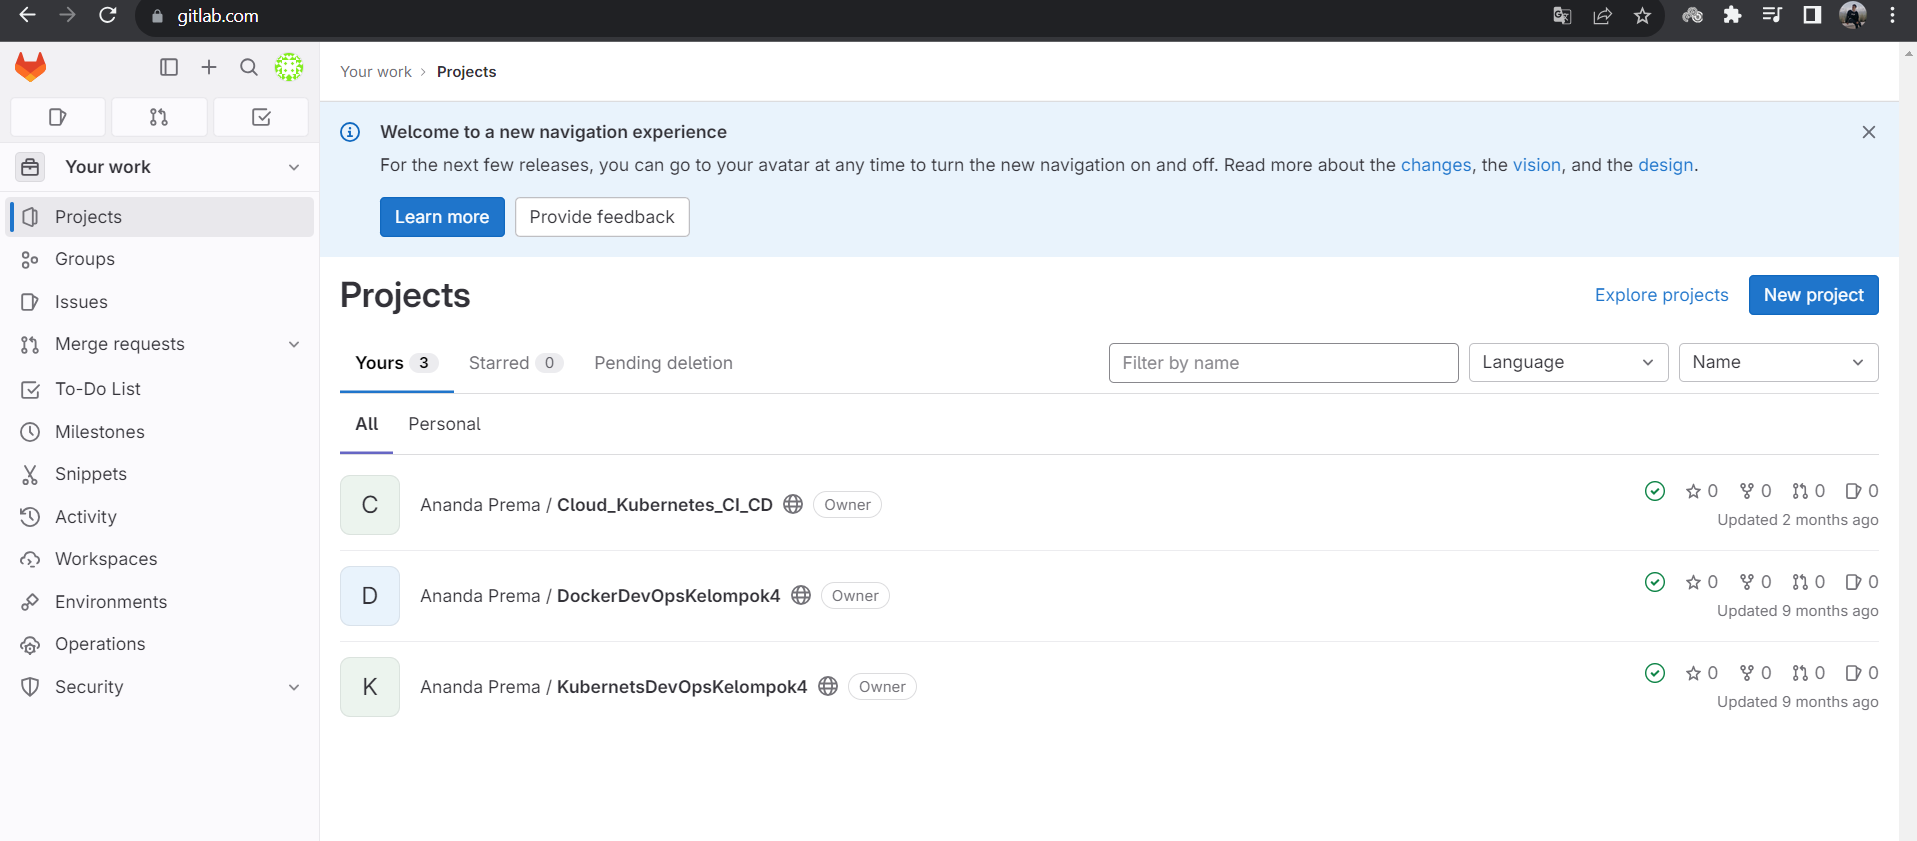 gitlab.com
Your work › Projects
Welcome to a new navigation experience
For the next few releases, you can go to your avatar at any time to turn the new navigation on and off. Read more about the changes, the vision, and the design.
Learn more Provide feedback
Your work
Projects
Groups
Issues
Merge requests
To-Do List
Milestones
Snippets
Activity
Workspaces
Environments
Operations
Security
Projects
Explore projects New project
Yours 3 Starred 0 Pending deletion Filter by name Language Name
All Personal
C Ananda Prema / Cloud_Kubernetes_CI_CD Owner 0 0 0 0
Updated 2 months ago
D Ananda Prema / DockerDevOpsKelompok4 Owner 0 0 0 0
Updated 9 months ago
K Ananda Prema / KubernetsDevOpsKelompok4 Owner 0 0 0 0
Updated 9 months ago